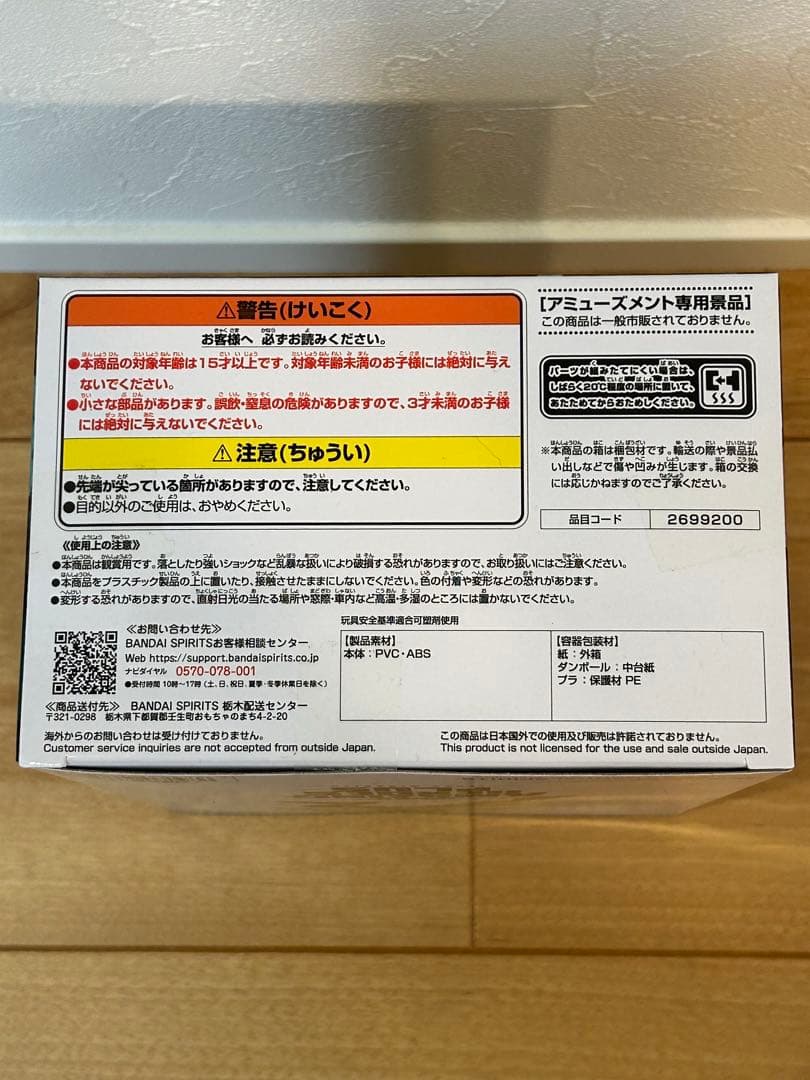 ⚠警告(けいこく)
お客様へ 必ずお読みください。
●本商品の対象年齢は15才以上です。対象年齢未満のお子様には絶対に与え
ないでください。
●小さな部品があります。誤飲・窒息の危険がありますので、3才未満のお子様
には絶対に与えないでください。
⚠注意(ちゅうい)
●先端が尖っている箇所がありますので、注意してください。
●目的以外のご使用は、おやめください。
[アミューズメント専用景品]
この商品は一般市販されておりません。
パーツが組みたてにくい場合は、
しばらく20℃程度の場所に置いて、
あたためてからおためしください。
※本商品の箱は梱包材です。輸送の際や景品払
い出しなどで傷や凹みが生じます。箱の交換
には応じかねますのでご了承ください。
品目コード 2699200
《使用上の注意》
●本商品は観賞用です。落としたり強いショックなど乱暴な扱いにより破損する恐れがありますので、お取り扱いにはご注意ください。
●本商品をプラスチック製品の上に置いたり、接触させたままにしないでください。色の付着や変形などの恐れがあります。
●変形する恐れがありますので、直射日光の当たる場所や窓際・車内など高温・多湿のところには置かないでください。
≪お問い合わせ先≫
BANDAI SPIRITSお客様相談センター
Web https://support.bandaispirits.co.jp
ナビダイヤル 0570-078-001
●受付時間 10時〜17時 (土、日、祝日、夏季・冬季休業日を除く)
≪商品送付先≫ BANDAI SPIRITS 栃木配送センター
〒321-0298 栃木県下都賀郡壬生町おもちゃのまち4-2-20
玩具安全基準適合可塑剤使用
【製品素材】
本体：PVC・ABS
【容器包装材】
紙：外箱
ダンボール：中台紙
プラ：保護材 PE
海外からのお問い合わせは受け付けておりません。
Customer service inquiries are not accepted from outside Japan.
この商品は日本国外での使用及び販売は許諾されておりません。
This product is not licensed for the use and sale outside Japan.